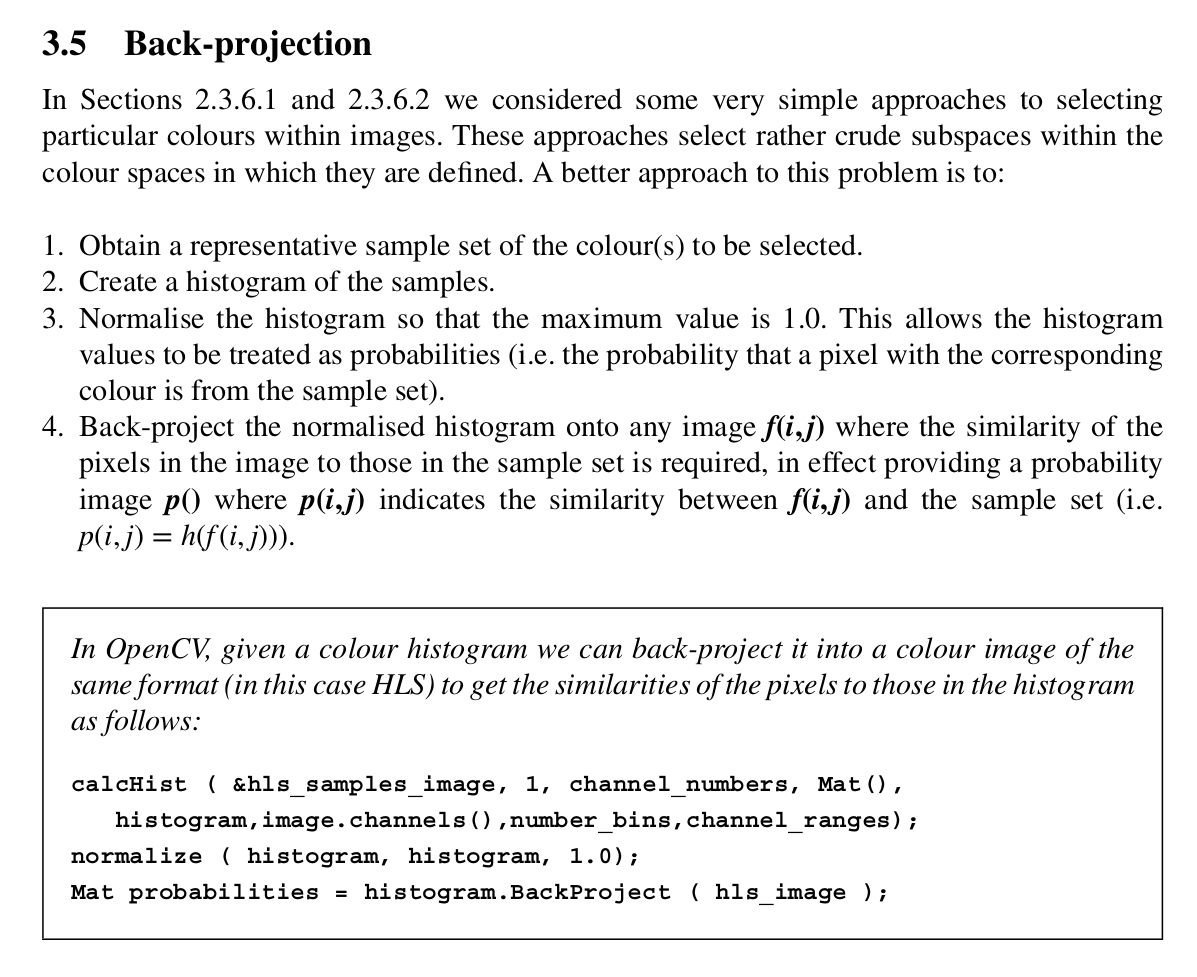 3.5 Back-projection
In Sections 2.3.6.1 and 2.3.6.2 we considered some very simple approaches to selecting
particular colours within images. These approaches select rather crude subspaces within the
colour spaces in which they are defined. A better approach to this problem is to:
1. Obtain a representative sample set of the colour(s) to be selected.
2. Create a histogram of the samples.
3. Normalise the histogram so that the maximum value is 1.0. This allows the histogram
values to be treated as probabilities (i.e. the probability that a pixel with the corresponding
colour is from the sample set).
4. Back-project the normalised histogram onto any image f(i,j) where the similarity of the
pixels in the image to those in the sample set is required, in effect providing a probability
image p() where p(i,j) indicates the similarity between f(i,j) and the sample set (i.e.
p(i,j) = h(f(i,j))).
In OpenCV, given a colour histogram we can back-project it into a colour image of the
same format (in this case HLS) to get the similarities of the pixels to those in the histogram
as follows:
calcHist ( &hls_samples_image, 1, channel_numbers, Mat(),
histogram,image.channels(),number_bins,channel_ranges);
normalize ( histogram, histogram, 1.0);
Mat probabilities = histogram.BackProject ( hls_image );